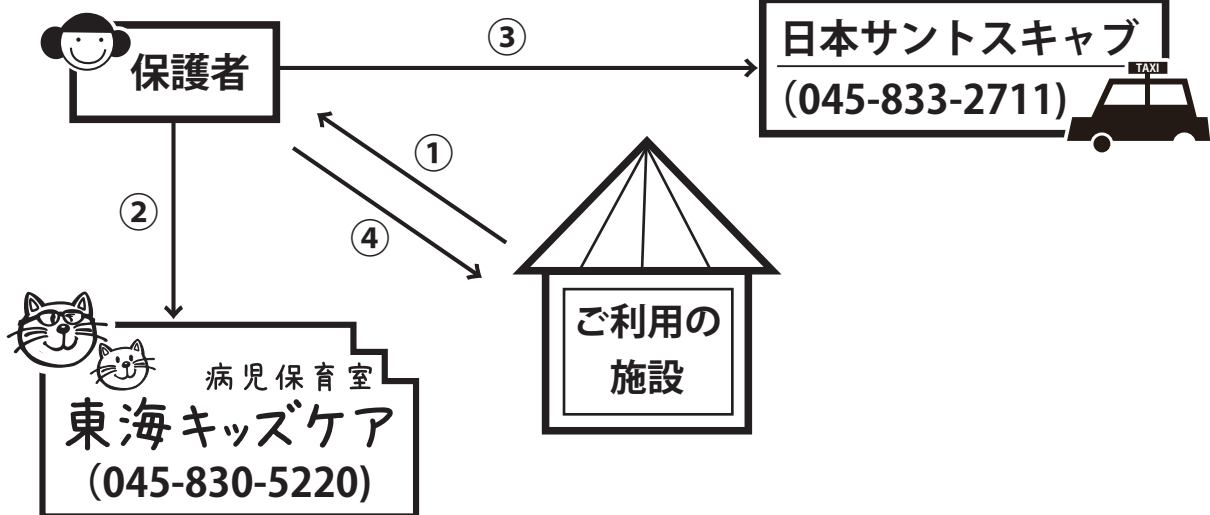 保護者
③
日本サントスキャブ
TAXI
(045-833-2711)
①
②
④
ご利用の
施設
病児保育室
東海キッズケア
(045-830-5220)